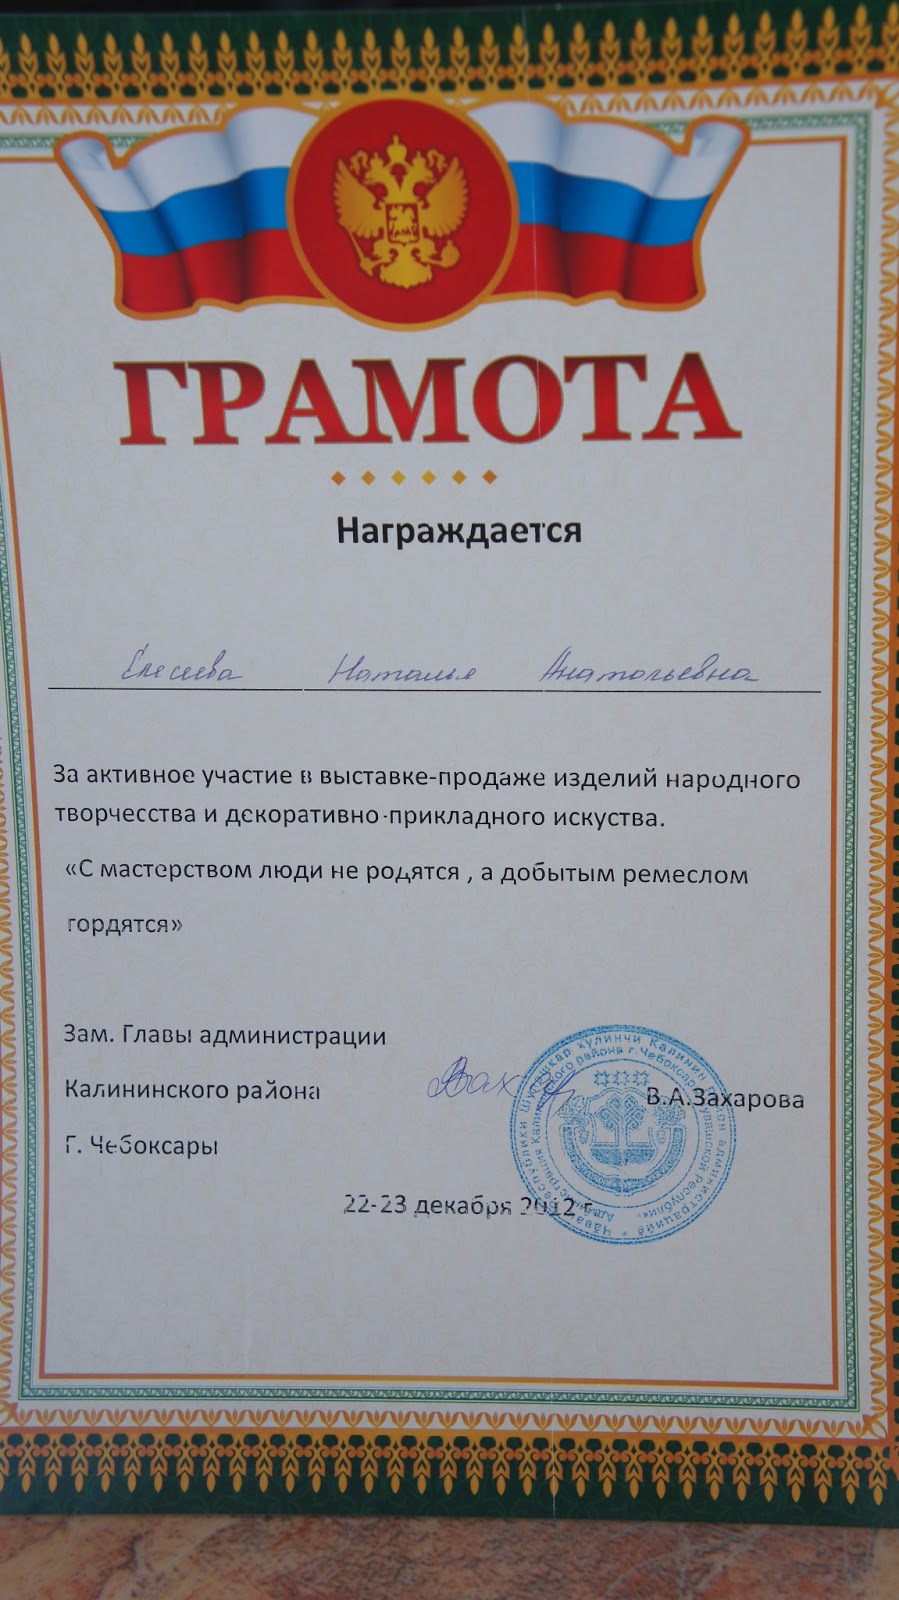 ГРАМОТА
Награждается
Елисеева Наталья Анатольевна
За активное участие в выставке-продаже изделий народного
творчесства и декоративно-прикладного искуства.
«С мастерством люди не родятся , а добытым ремеслом
гордятся»
Зам. Главы администрации
Калининского района
В.А.Захарова
Г. Чебоксары
22-23 декабря 2012 г